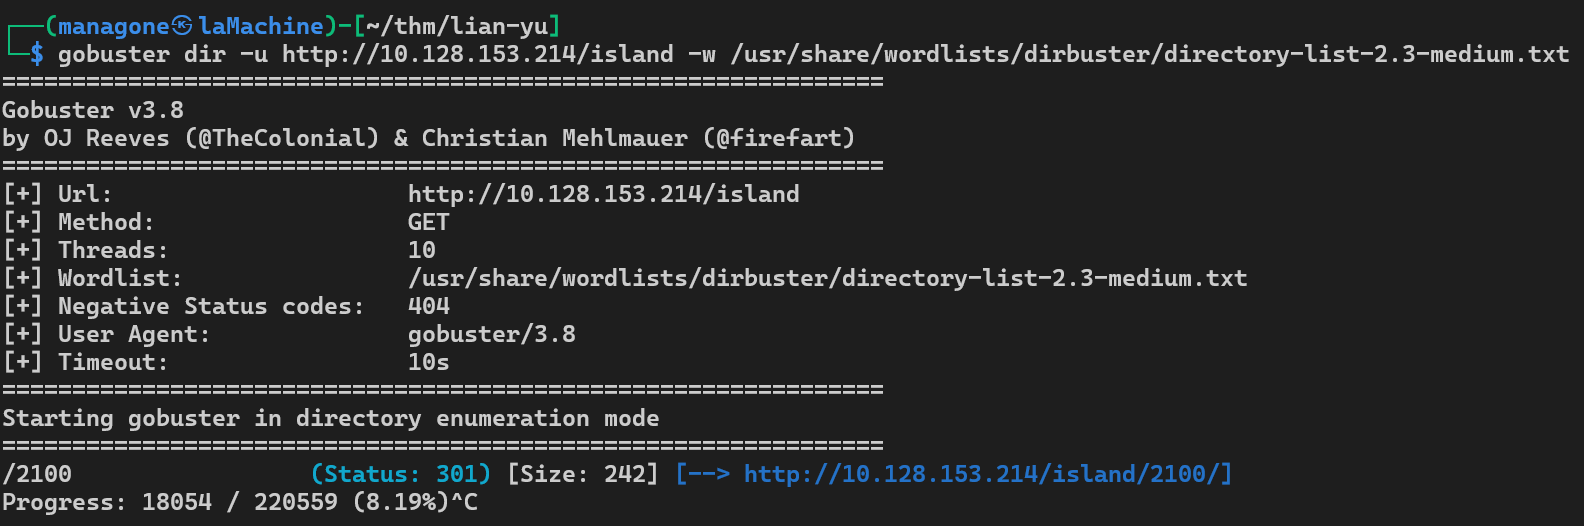 ┌──(managone㉿laMachine)-[~/thm/lian-yu]
└─$ gobuster dir -u http://10.128.153.214/island -w /usr/share/wordlists/dirbuster/directory-list-2.3-medium.txt
===============================================================
Gobuster v3.8
by OJ Reeves (@TheColonial) & Christian Mehlmauer (@firefart)
===============================================================
[+] Url:                     http://10.128.153.214/island
[+] Method:                  GET
[+] Threads:                 10
[+] Wordlist:                /usr/share/wordlists/dirbuster/directory-list-2.3-medium.txt
[+] Negative Status codes:   404
[+] User Agent:              gobuster/3.8
[+] Timeout:                 10s
===============================================================
Starting gobuster in directory enumeration mode
===============================================================
/2100                 (Status: 301) [Size: 242] [--> http://10.128.153.214/island/2100/]
Progress: 18054 / 220559 (8.19%)^C